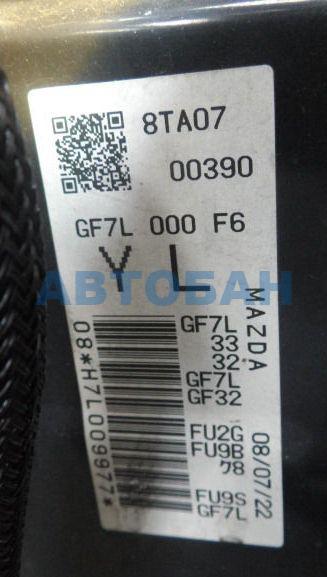 8TA07
00390
GF7L 000 F6
Y L
АВТОБАН
MAZDA
08/07/22
08*H7L009977*
GF7L
33
32
GF7L
GF32
FU2G
FU9B
78
FU9S
GF7L